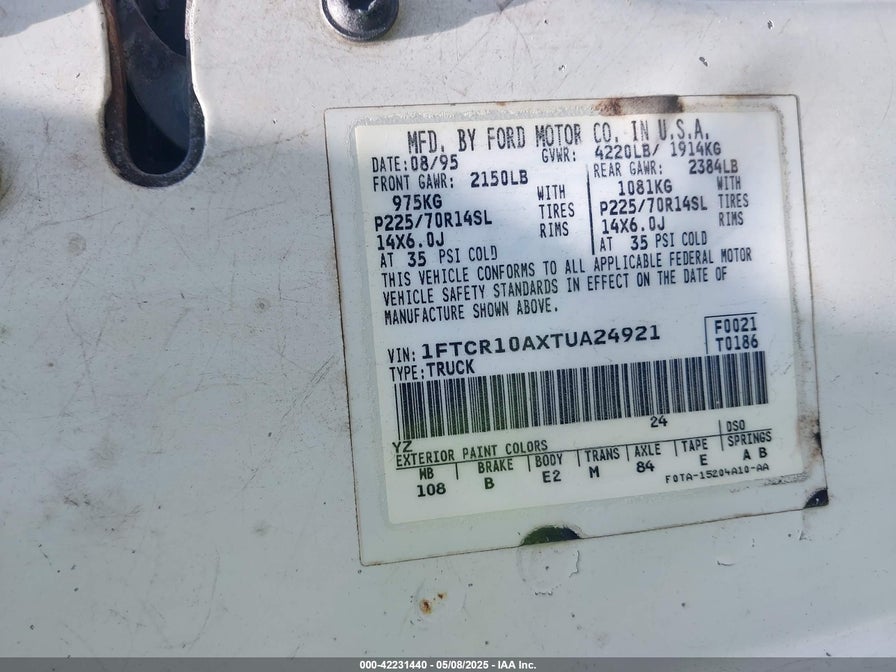 MFD. BY FORD MOTOR CO. IN U.S.A.
DATE:08/95 GVWR: 4220LB/ 1914KG
FRONT GAWR: 2150LB REAR GAWR: 2384LB
975KG WITH 1081KG WITH
P225/70R14SL TIRES P225/70R14SL TIRES
14X6.0J RIMS 14X6.0J RIMS
AT 35 PSI COLD AT 35 PSI COLD
THIS VEHICLE CONFORMS TO ALL APPLICABLE FEDERAL MOTOR
VEHICLE SAFETY STANDARDS IN EFFECT ON THE DATE OF
MANUFACTURE SHOWN ABOVE.
VIN: 1FTCR10AXTUA24921 F0021
TYPE:TRUCK T0186
24
YZ
EXTERIOR PAINT COLORS DSO
WB BRAKE BODY TRANS AXLE TAPE SPRINGS
108 B E2 M 84 E A B
F0TA-15204A10-AA
000-42231440 - 05/08/2025 - IAA Inc.